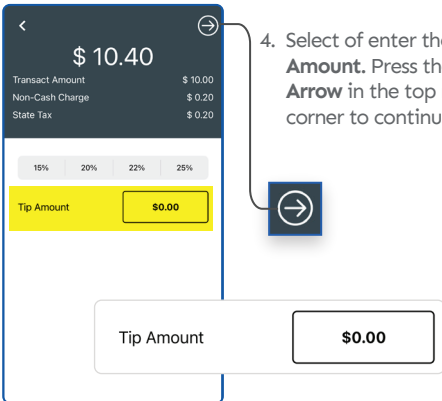 $ 10.40
Transact Amount $ 10.00
Non-Cash Charge $ 0.20
State Tax $ 0.20
15% 20% 22% 25%
Tip Amount $0.00
4. Select of enter the
Amount. Press th
Arrow in the top
corner to continu
Tip Amount $0.00